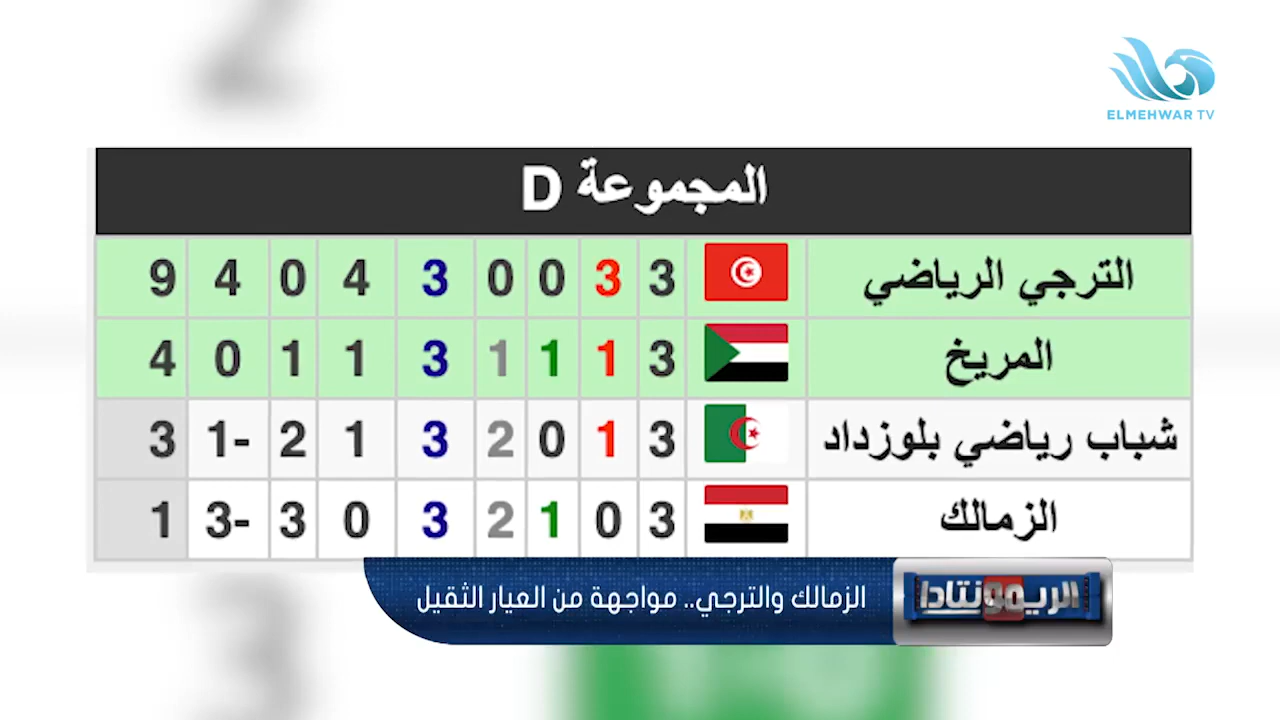 ELMEHWAR TV
المجموعة D
الترجي الرياضي 3 3 0 0 3 4 0 4 9
المريخ 3 1 1 1 3 1 1 0 4
شباب رياضي بلوزداد 3 1 0 2 3 1 2 -1 3
الزمالك 3 0 1 2 3 0 3 -3 1
الريمونتادا
الزمالك والترجي.. مواجهة من العيار الثقيل